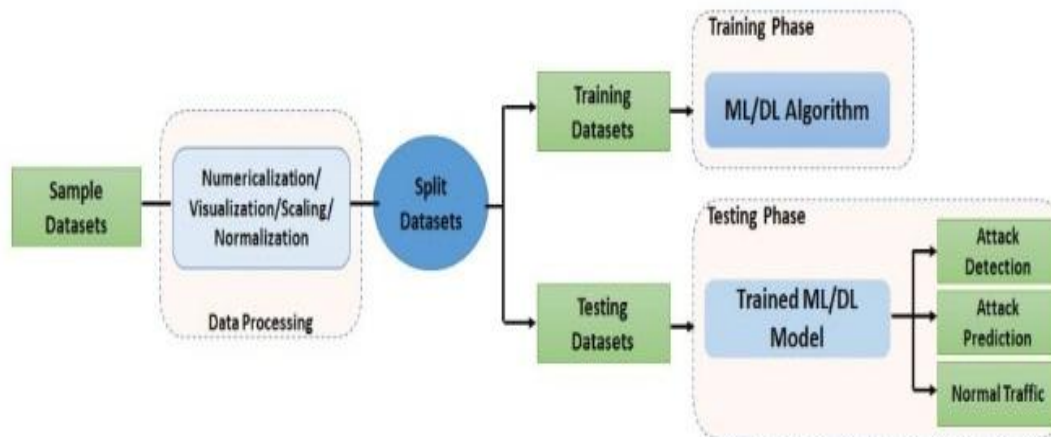 Sample
Datasets
Numericalization/
Visualization/Scaling/
Normalization
Data Processing
Split
Datasets
Training
Datasets
Training Phase
ML/DL Algorithm
Testing
Datasets
Testing Phase
Trained ML/DL
Model
Attack
Detection
Attack
Prediction
Normal Traffic